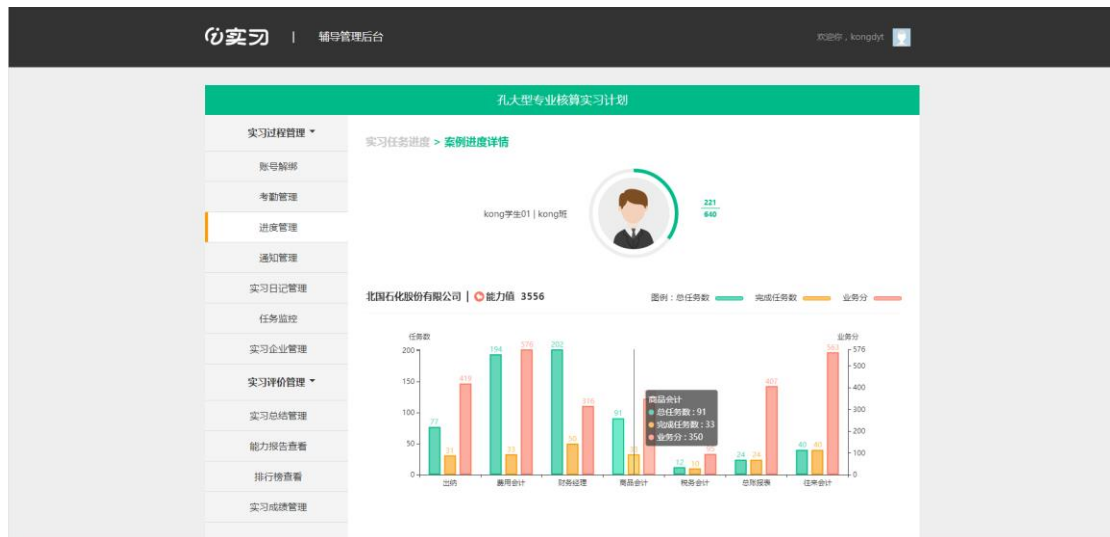 实习 | 辅导管理后台
欢迎你，kongdyt
孔大型专业核算实习计划
实习过程管理
账号解绑
考勤管理
进度管理
通知管理
实习日记管理
任务监控
实习企业管理
实习评价管理
实习总结管理
能力报告查看
排行榜查看
实习成绩管理
实习任务进度 > 案例进度详情
kong学生01 | kong班
221
640
北国石化股份有限公司 | 能力值 3556
图例：总任务数 完成任务数 业务分
任务数
业务分
200
150
100
50
0
576
500
400
300
200
100
0
77 31 419
194 33 576
202 50 316
91 33
12 10
24 24 407
40 40 563
商品会计
总任务数 : 91
完成任务数 : 33
业务分 : 350
出纳 费用会计 财务经理 商品会计 税务会计 总账报表 往来会计